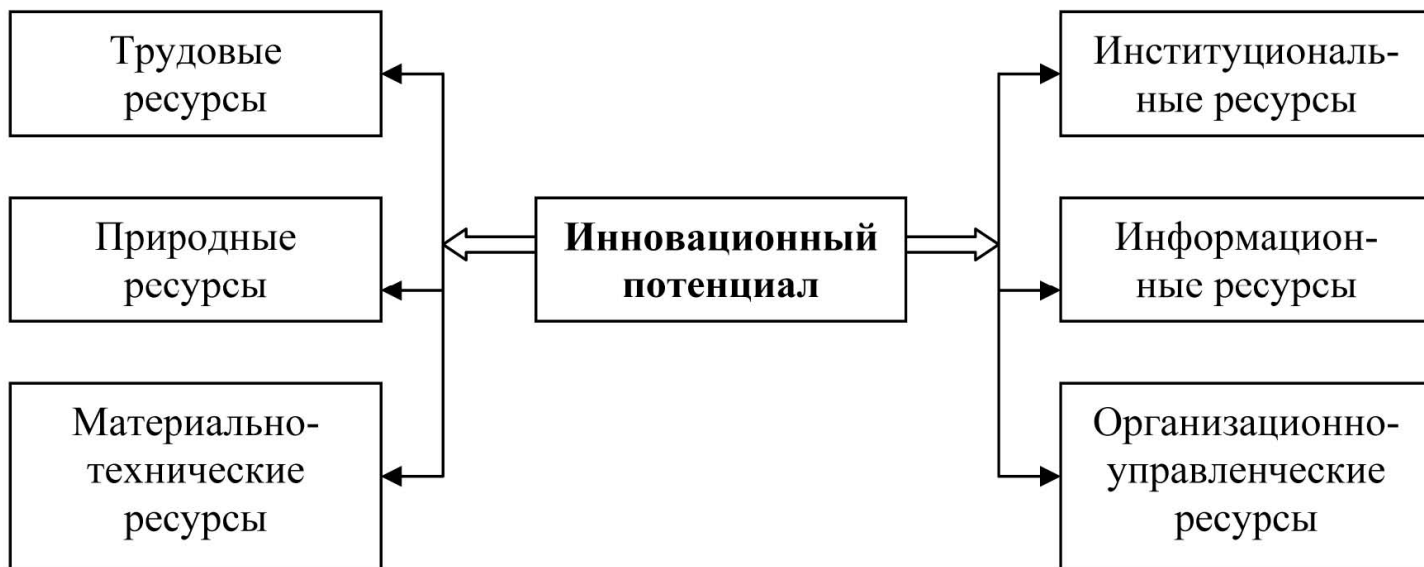 Трудовые
ресурсы
Природные
ресурсы
Материально-
технические
ресурсы
Инновационный
потенциал
Институциональ-
ные ресурсы
Информацион-
ные ресурсы
Организационно-
управленческие
ресурсы